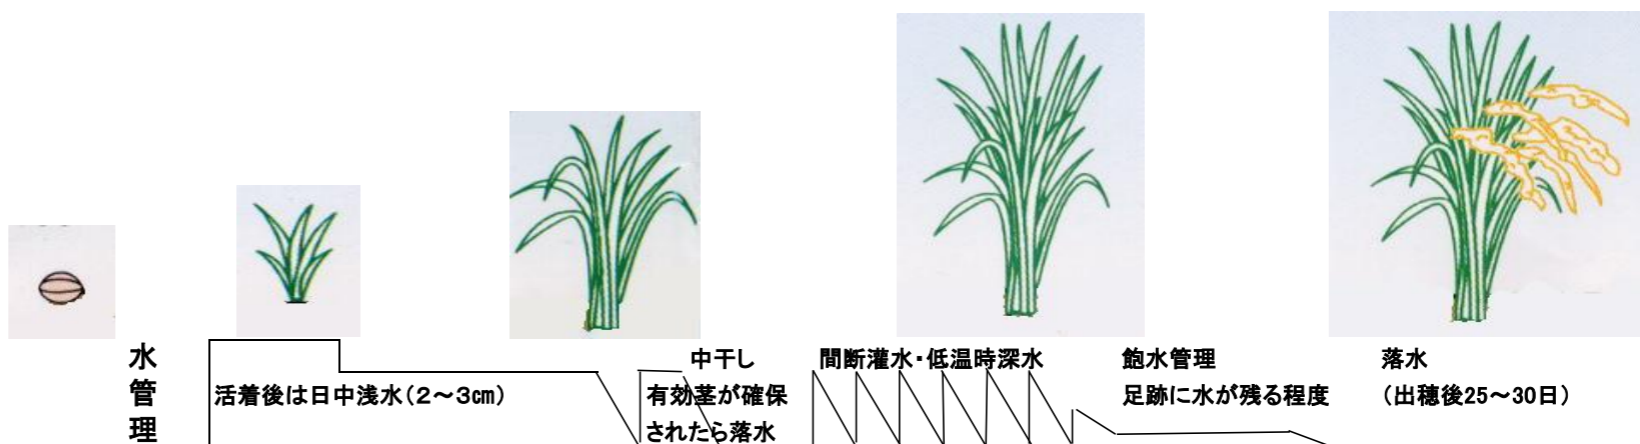 水管理
活着後は日中浅水(2～3㎝)
中干し
有効茎が確保
されたら落水
間断灌水・低温時深水
飽水管理
足跡に水が残る程度
落水
(出穂後25～30日)